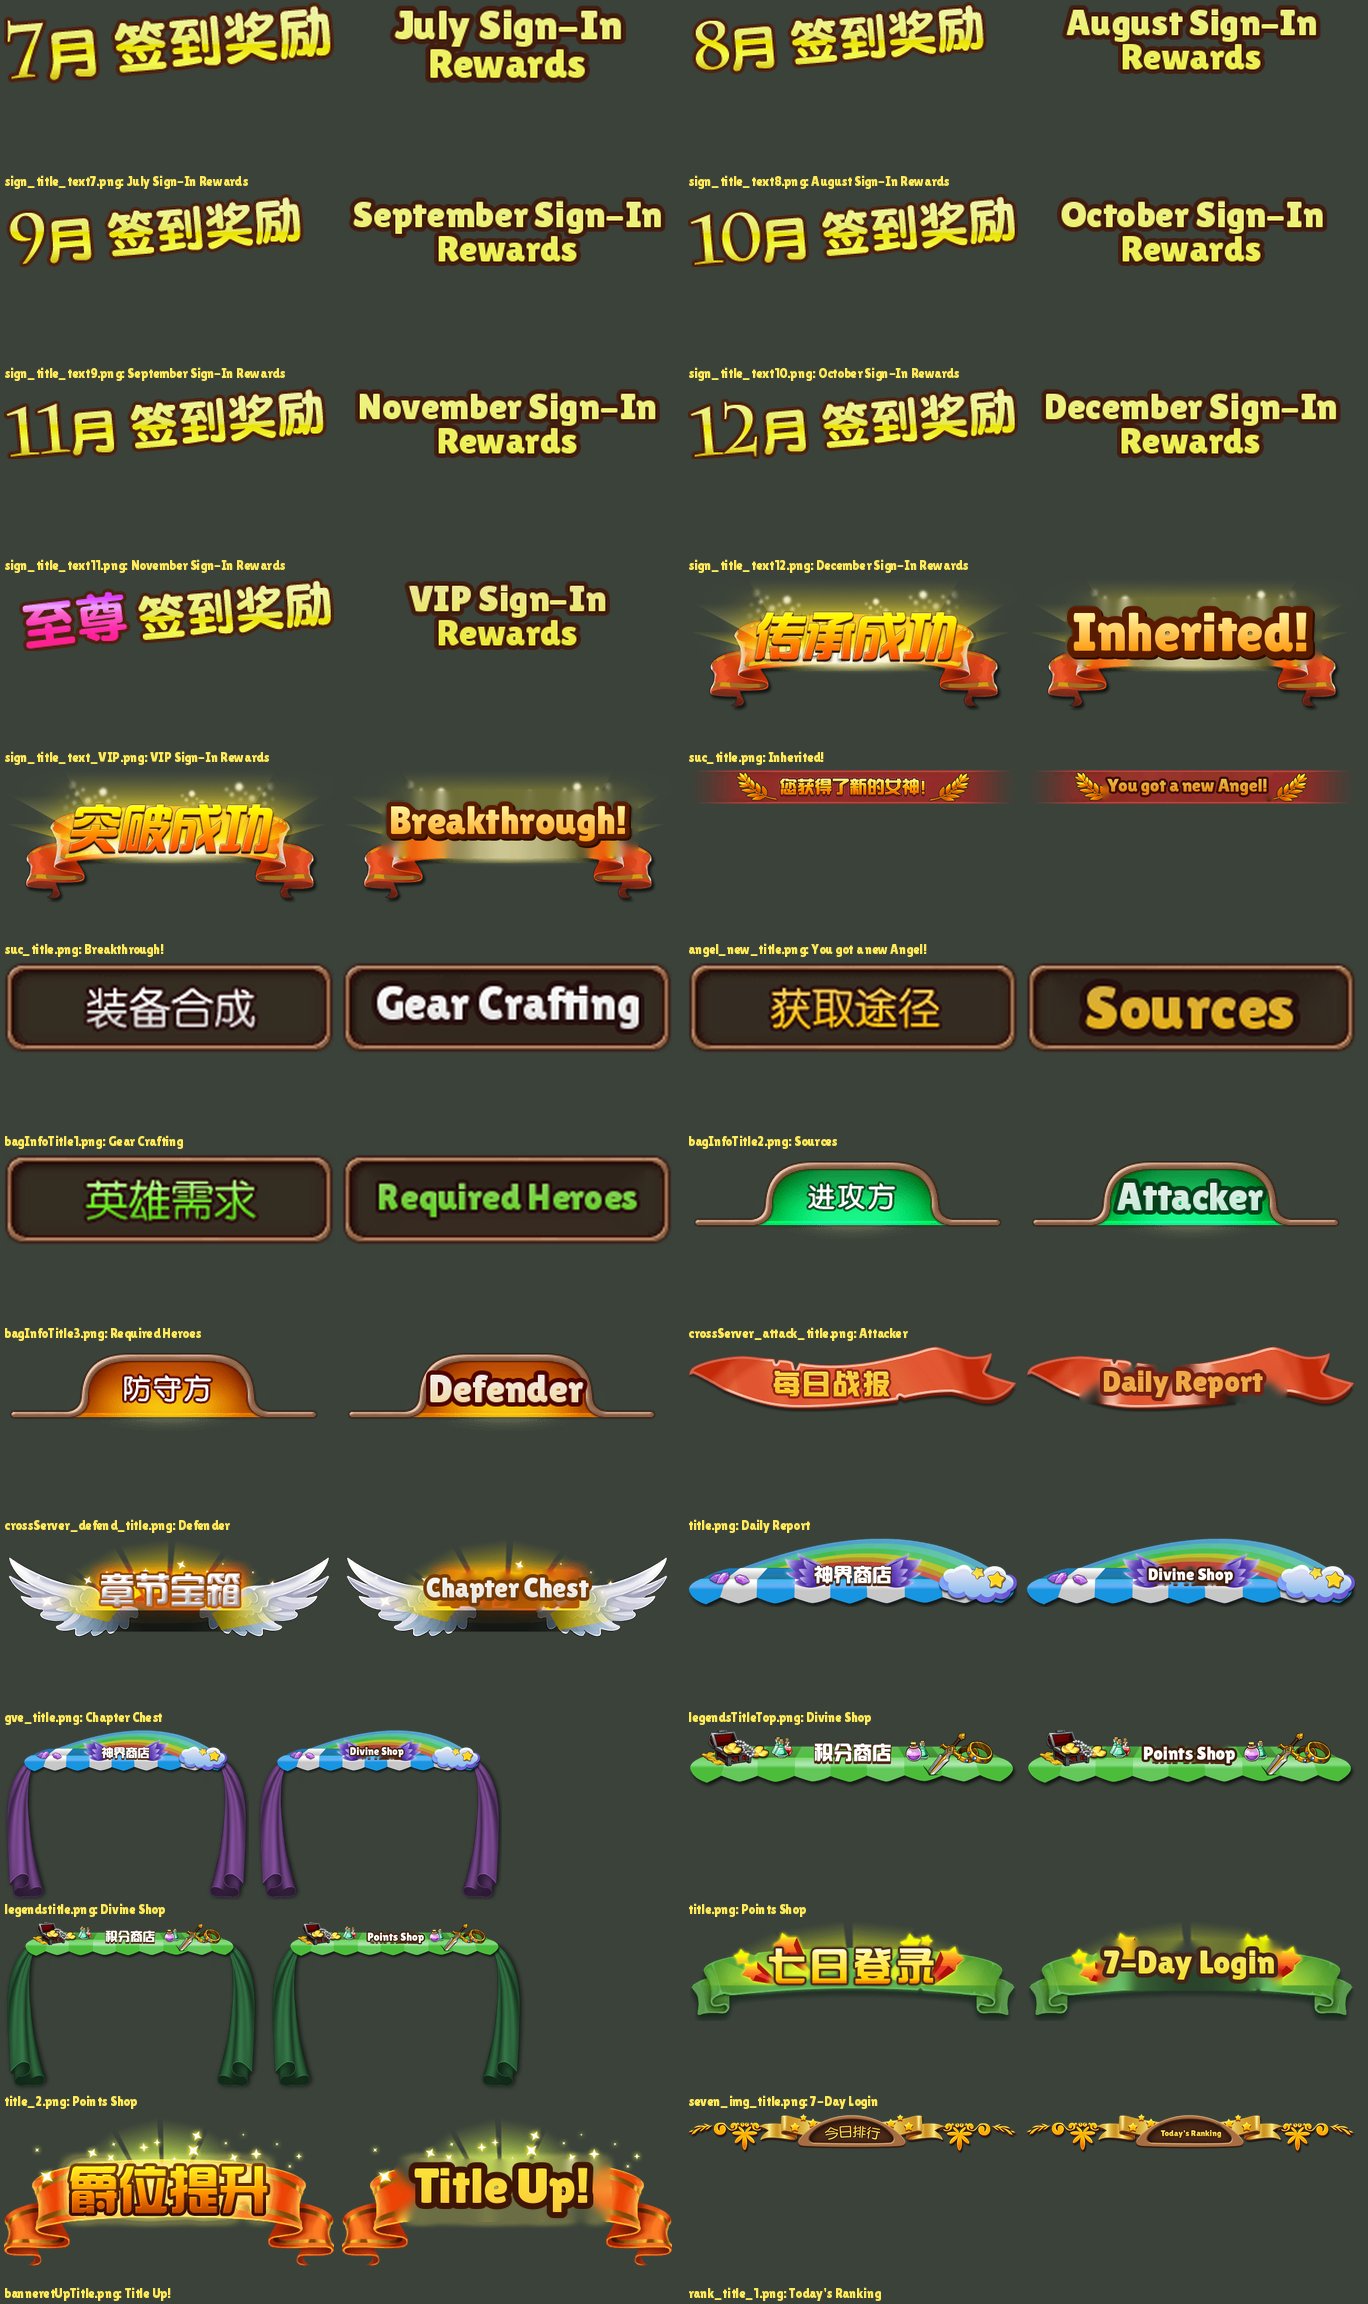 7月 签到奖励
July Sign-In
Rewards
8月 签到奖励
August Sign-In
Rewards
sign_title_text7.png: July Sign-In Rewards
sign_title_text8.png: August Sign-In Rewards
9月 签到奖励
September Sign-In
Rewards
10月 签到奖励
October Sign-In
Rewards
sign_title_text9.png: September Sign-In Rewards
sign_title_text10.png: October Sign-In Rewards
11月 签到奖励
November Sign-In
Rewards
12月 签到奖励
December Sign-In
Rewards
sign_title_text11.png: November Sign-In Rewards
sign_title_text12.png: December Sign-In Rewards
至尊 签到奖励
VIP Sign-In
Rewards
传承成功
Inherited!
sign_title_text_VIP.png: VIP Sign-In Rewards
suc_title.png: Inherited!
突破成功
Breakthrough!
您获得了新的女神!
You got a new Angel!
suc_title.png: Breakthrough!
angel_new_title.png: You got a new Angel!
装备合成
Gear Crafting
获取途径
Sources
bagInfoTitle1.png: Gear Crafting
bagInfoTitle2.png: Sources
英雄需求
Required Heroes
进攻方
Attacker
bagInfoTitle3.png: Required Heroes
crossServer_attack_title.png: Attacker
防守方
Defender
每日战报
Daily Report
crossServer_defend_title.png: Defender
title.png: Daily Report
章节宝箱
Chapter Chest
神界商店
Divine Shop
gve_title.png: Chapter Chest
legendsTitleTop.png: Divine Shop
神界商店
Divine Shop
积分商店
Points Shop
legendstitle.png: Divine Shop
title.png: Points Shop
积分商店
Points Shop
七日登录
7-Day Login
title_2.png: Points Shop
seven_img_title.png: 7-Day Login
爵位提升
Title Up!
今日排行
Today's Ranking
banneretUpTitle.png: Title Up!
rank_title_1.png: Today's Ranking